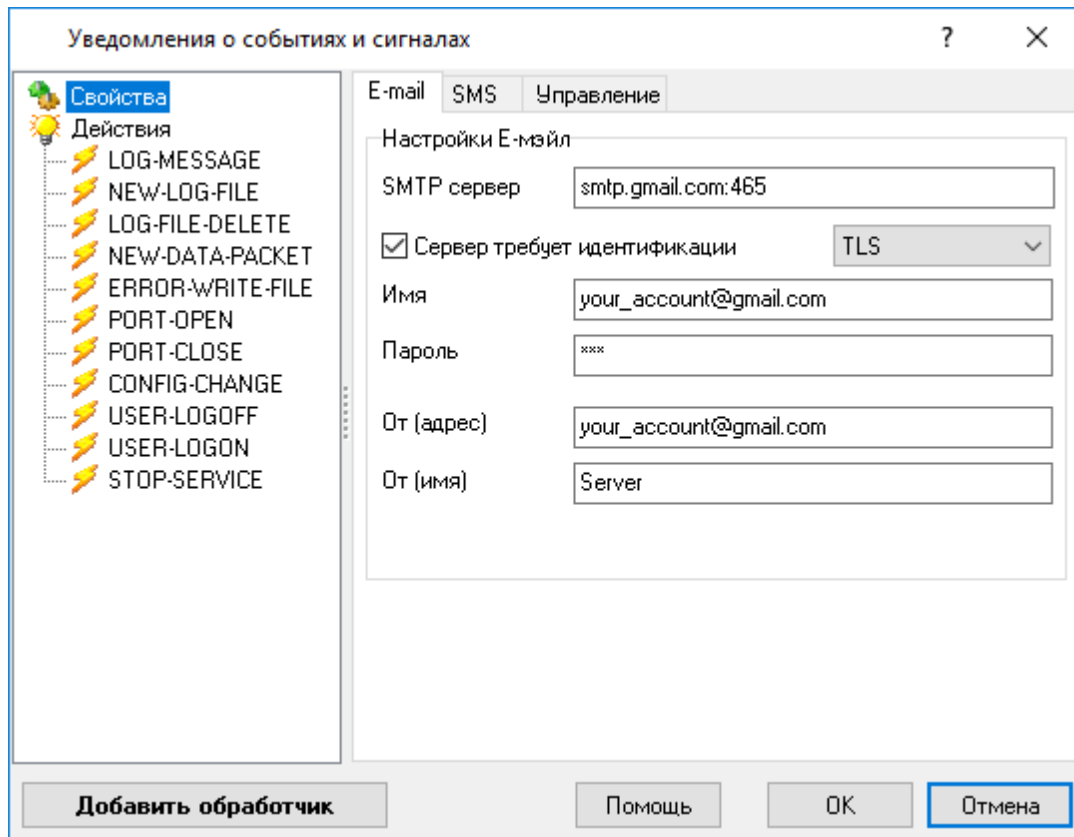 Уведомления о событиях и сигналах
?
Свойства
Действия
LOG-MESSAGE
NEW-LOG-FILE
LOG-FILE-DELETE
NEW-DATA-PACKET
ERROR-WRITE-FILE
PORT-OPEN
PORT-CLOSE
CONFIG-CHANGE
USER-LOGOFF
USER-LOGON
STOP-SERVICE
E-mail SMS Управление
Настройки Е-мэйл
SMTP сервер smtp.gmail.com:465
Сервер требует идентификации TLS
Имя your_account@gmail.com
Пароль ***
От (адрес) your_account@gmail.com
От (имя) Server
Добавить обработчик Помощь OK Отмена